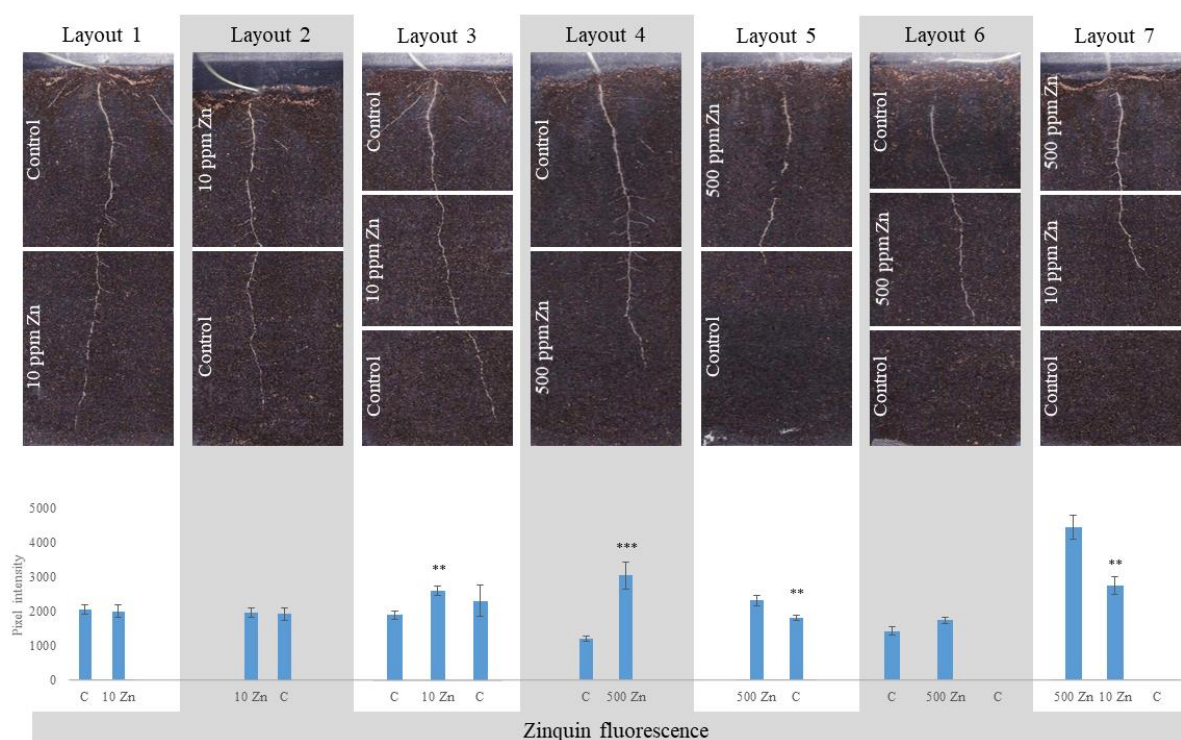 Layout 1
Layout 2
Layout 3
Layout 4
Layout 5
Layout 6
Layout 7
Control
10 ppm Zn
10 ppm Zn
Control
Control
10 ppm Zn
Control
Control
500 ppm Zn
500 ppm Zn
Control
Control
500 ppm Zn
Control
500 ppm Zn
10 ppm Zn
Control
Pixel intensity
5000
4000
3000
2000
1000
0
**
***
**
**
C 10 Zn
10 Zn C
C 10 Zn C
C 500 Zn
500 Zn C
C 500 Zn C
500 Zn 10 Zn C
Zinquin fluorescence